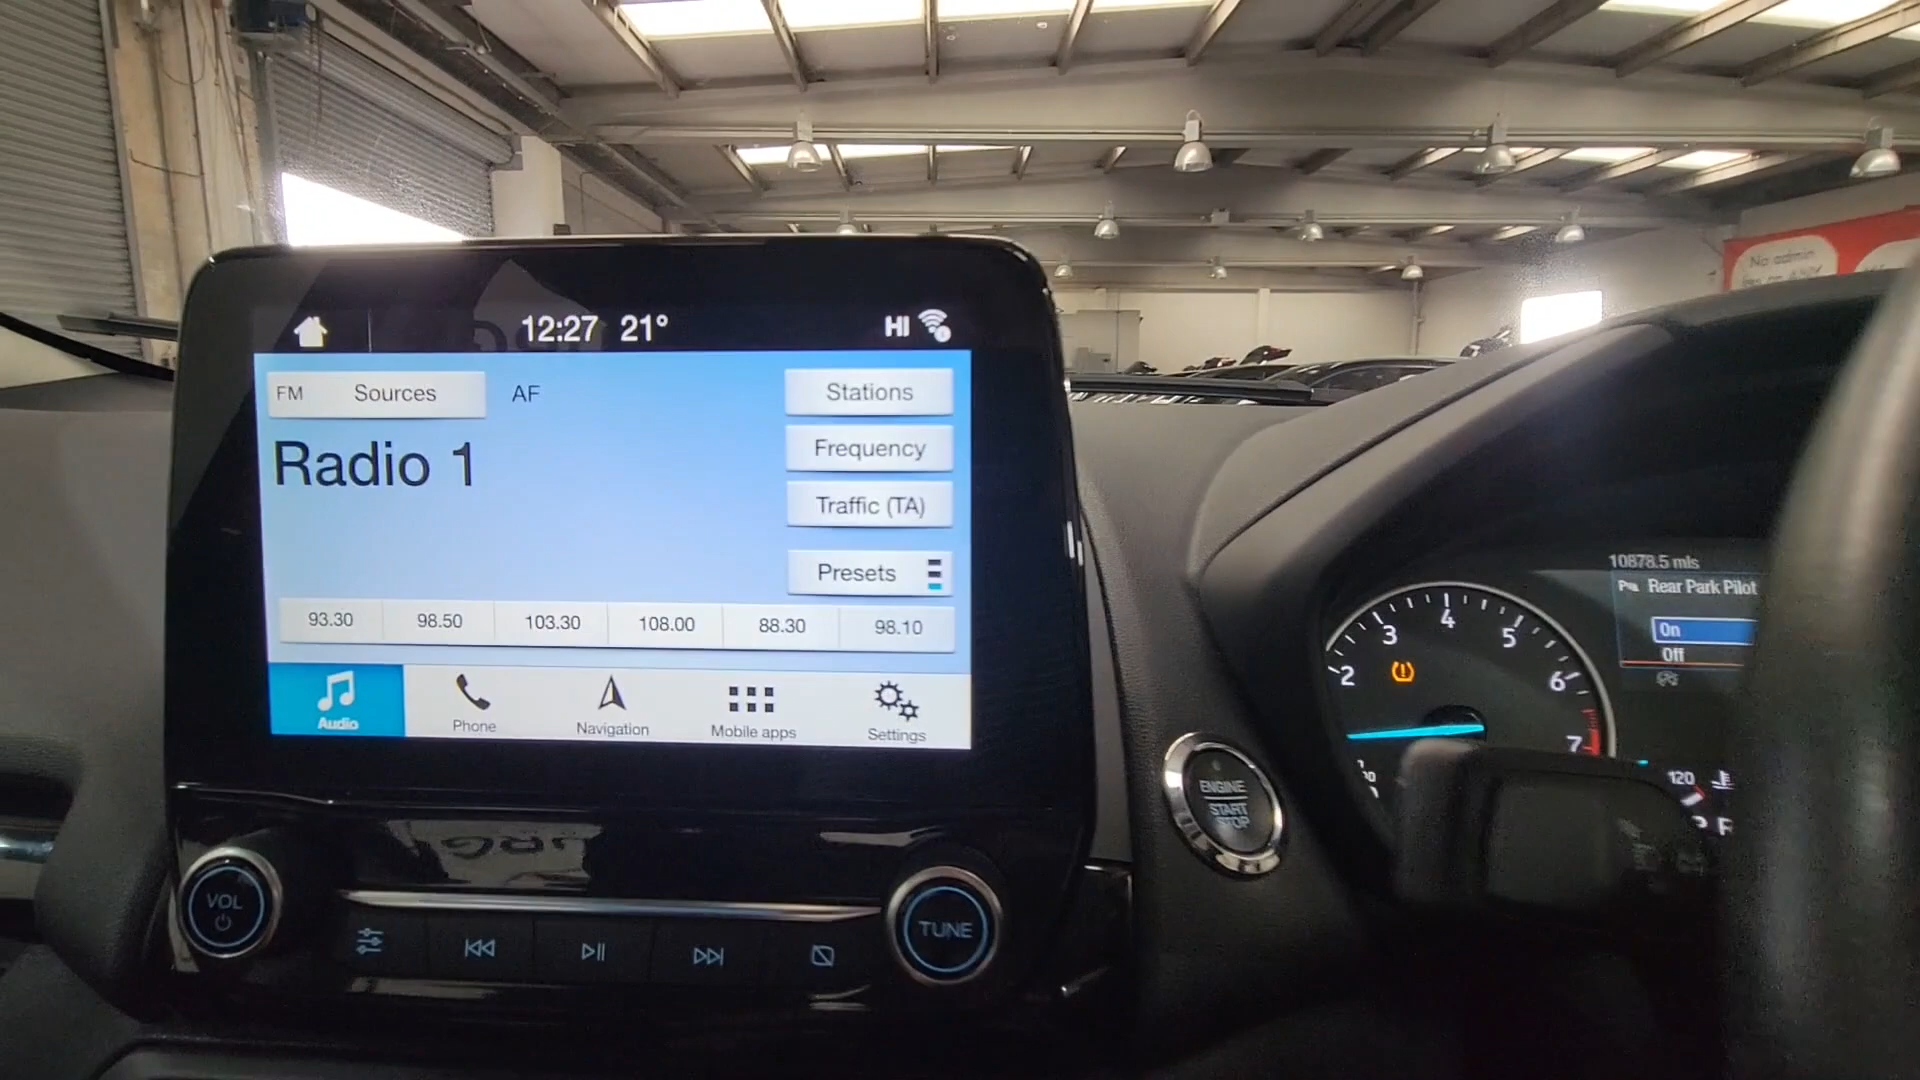 No admin
12:27 21° HI
FM Sources AF Stations
Radio 1
Frequency
Traffic (TA)
Presets
93.30 98.50 103.30 108.00 88.30 98.10
Audio Phone Navigation Mobile apps Settings
VOL TUNE
ENGINE
START
STOP
2 3 4 5 6 7
10878.5 mls
Rear Park Pilot
On
Off
120